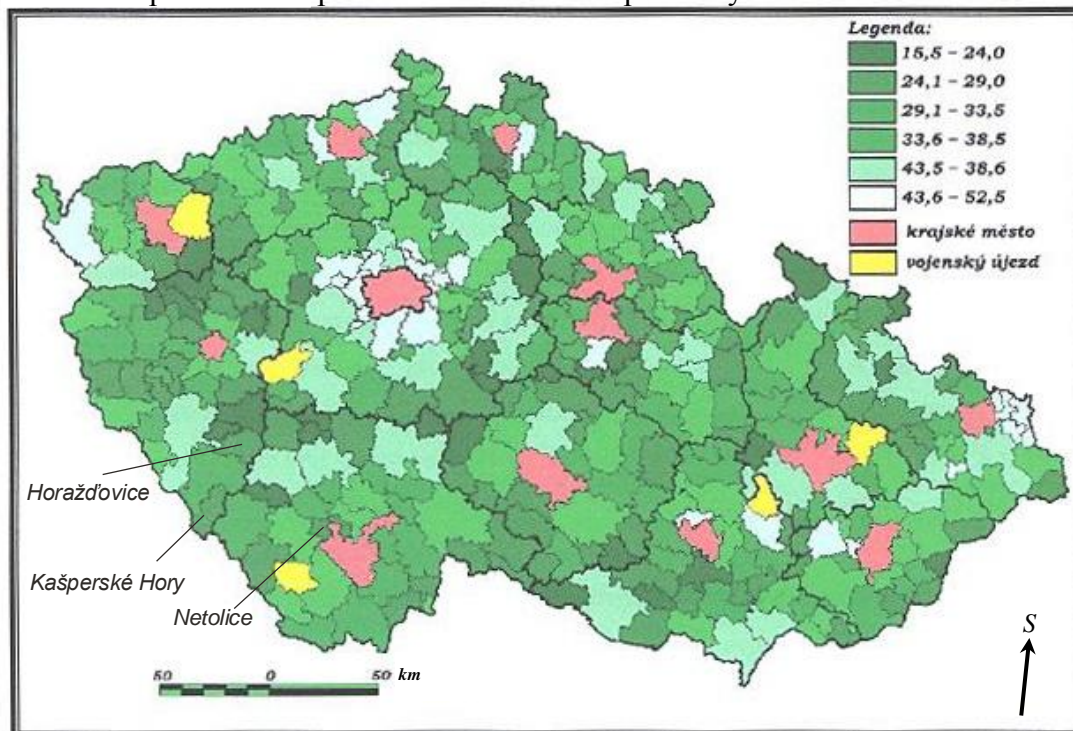 Legenda:
15,5 – 24,0
24,1 – 29,0
29,1 – 33,5
33,6 – 38,5
43,5 – 38,6
43,6 – 52,5
krajské město
vojenský újezd
Horažďovice
Kašperské Hory
Netolice
S
50 0 50 km